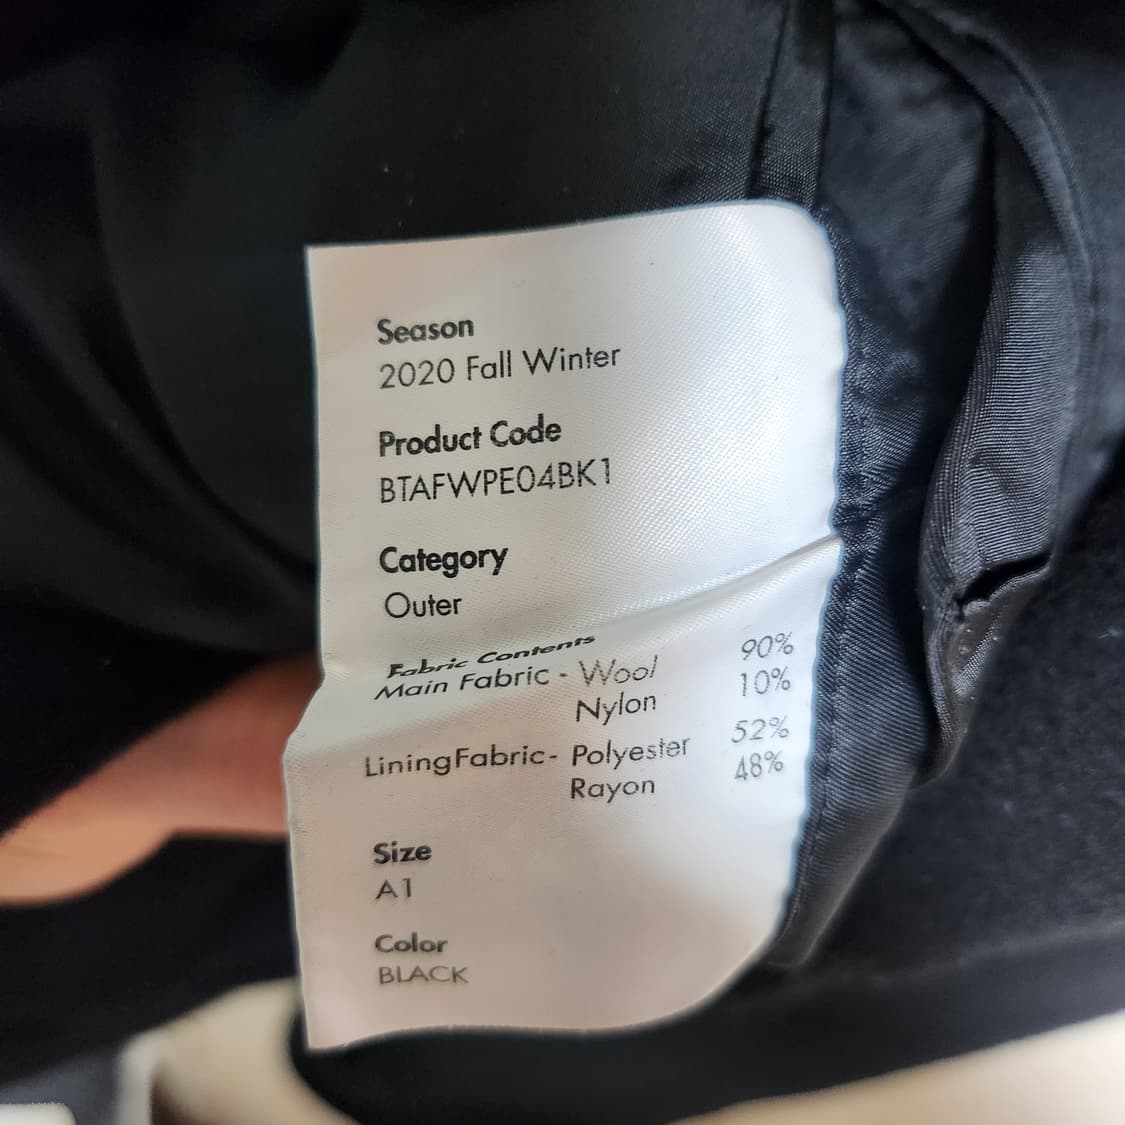 Season
2020 Fall Winter
Product Code
BTAFWPE04BK1
Category
Outer
Fabric Contents
Main Fabric - Wool 90%
Nylon 10%
LiningFabric- Polyester 52%
Rayon 48%
Size
A1
Color
BLACK